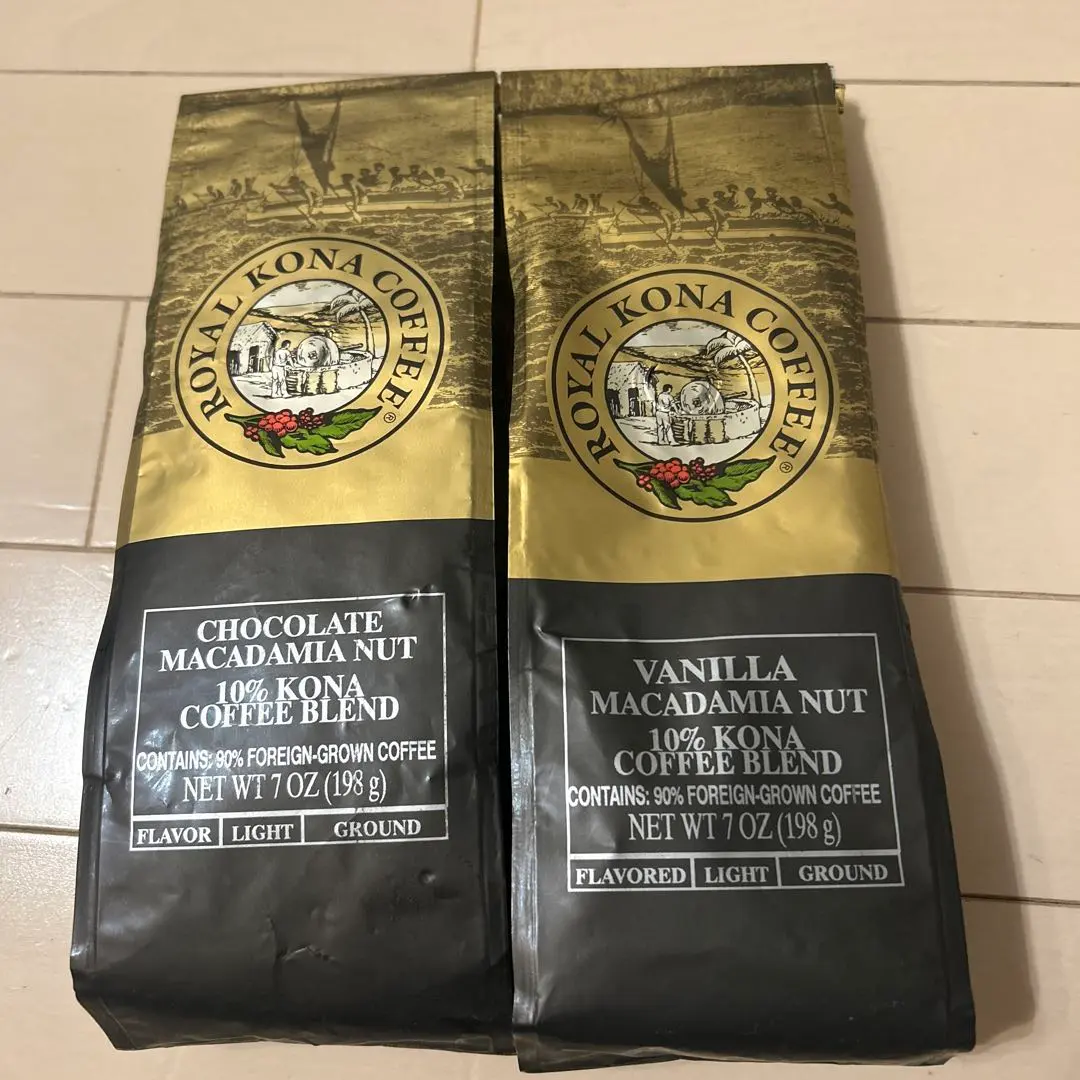 ROYAL KONA COFFEE®
CHOCOLATE
MACADAMIA NUT
10% KONA
COFFEE BLEND
CONTAINS: 90% FOREIGN-GROWN COFFEE
NET WT 7 OZ (198 g)
FLAVOR LIGHT GROUND
ROYAL KONA COFFEE®
VANILLA
MACADAMIA NUT
10% KONA
COFFEE BLEND
CONTAINS: 90% FOREIGN-GROWN COFFEE
NET WT 7 OZ (198 g)
FLAVORED LIGHT GROUND